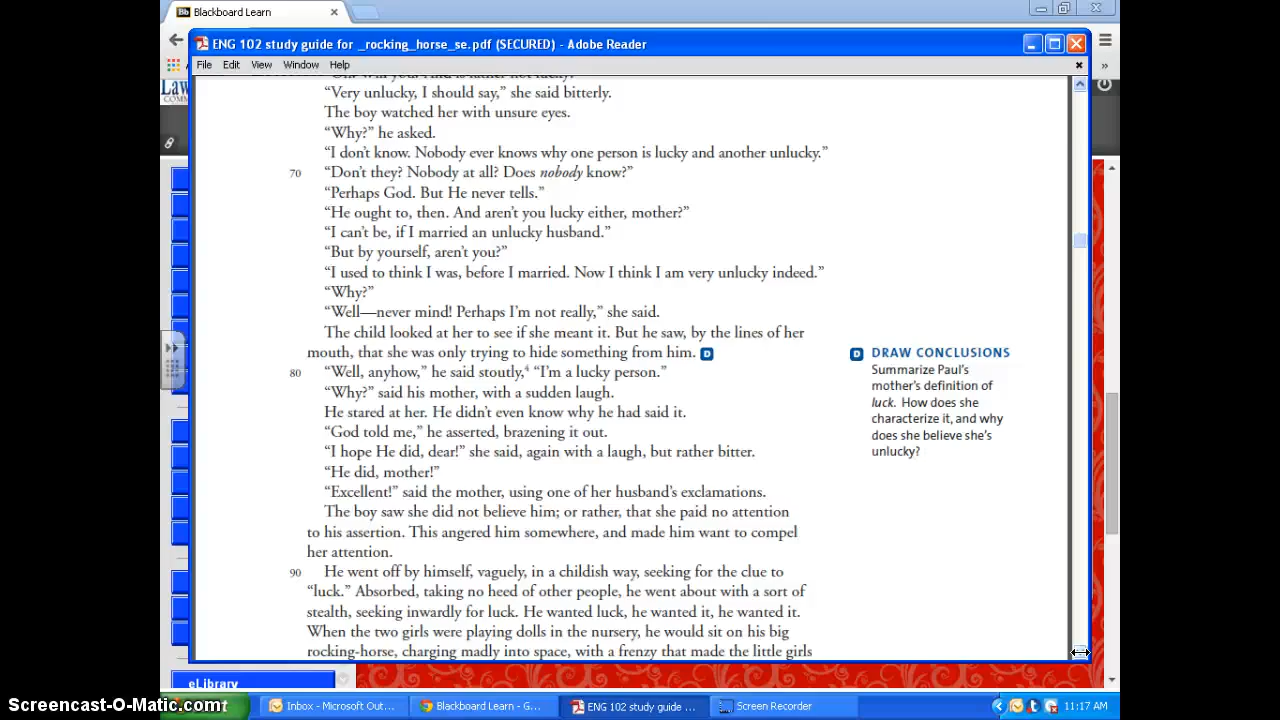 Blackboard Learn
ENG 102 study guide for _rocking_horse_se.pdf (SECURED) - Adobe Reader
File Edit View Window Help
“Very unlucky, I should say,” she said bitterly.
The boy watched her with unsure eyes.
“Why?” he asked.
“I don’t know. Nobody ever knows why one person is lucky and another unlucky.”
70 “Don’t they? Nobody at all? Does nobody know?”
“Perhaps God. But He never tells.”
“He ought to, then. And aren’t you lucky either, mother?”
“I can’t be, if I married an unlucky husband.”
“But by yourself, aren’t you?”
“I used to think I was, before I married. Now I think I am very unlucky indeed.”
“Why?”
“Well—never mind! Perhaps I’m not really,” she said.
The child looked at her to see if she meant it. But he saw, by the lines of her
mouth, that she was only trying to hide something from him. D
80 “Well, anyhow,” he said stoutly,4 “I’m a lucky person.”
“Why?” said his mother, with a sudden laugh.
He stared at her. He didn’t even know why he had said it.
“God told me,” he asserted, brazening it out.
“I hope He did, dear!” she said, again with a laugh, but rather bitter.
“He did, mother!”
“Excellent!” said the mother, using one of her husband’s exclamations.
The boy saw she did not believe him; or rather, that she paid no attention
to his assertion. This angered him somewhere, and made him want to compel
her attention.
90 He went off by himself, vaguely, in a childish way, seeking for the clue to
“luck.” Absorbed, taking no heed of other people, he went about with a sort of
stealth, seeking inwardly for luck. He wanted luck, he wanted it, he wanted it.
When the two girls were playing dolls in the nursery, he would sit on his big
rocking-horse, charging madly into space, with a frenzy that made the little girls
D DRAW CONCLUSIONS
Summarize Paul’s
mother’s definition of
luck. How does she
characterize it, and why
does she believe she’s
unlucky?
eLibrary
Screencast-O-Matic.com
Inbox - Microsoft Out... Blackboard Learn - G... ENG 102 study guide ... Screen Recorder 11:17 AM